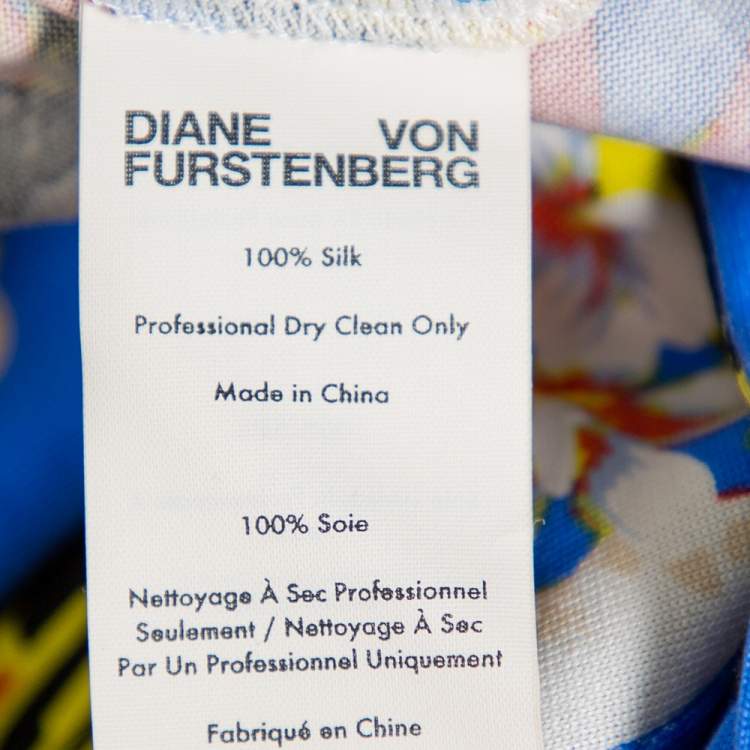 DIANE VON
FURSTENBERG
100% Silk
Professional Dry Clean Only
Made in China
100% Soie
Nettoyage À Sec Professionnel
Seulement / Nettoyage À Sec
Par Un Professionnel Uniquement
Fabriqué en Chine